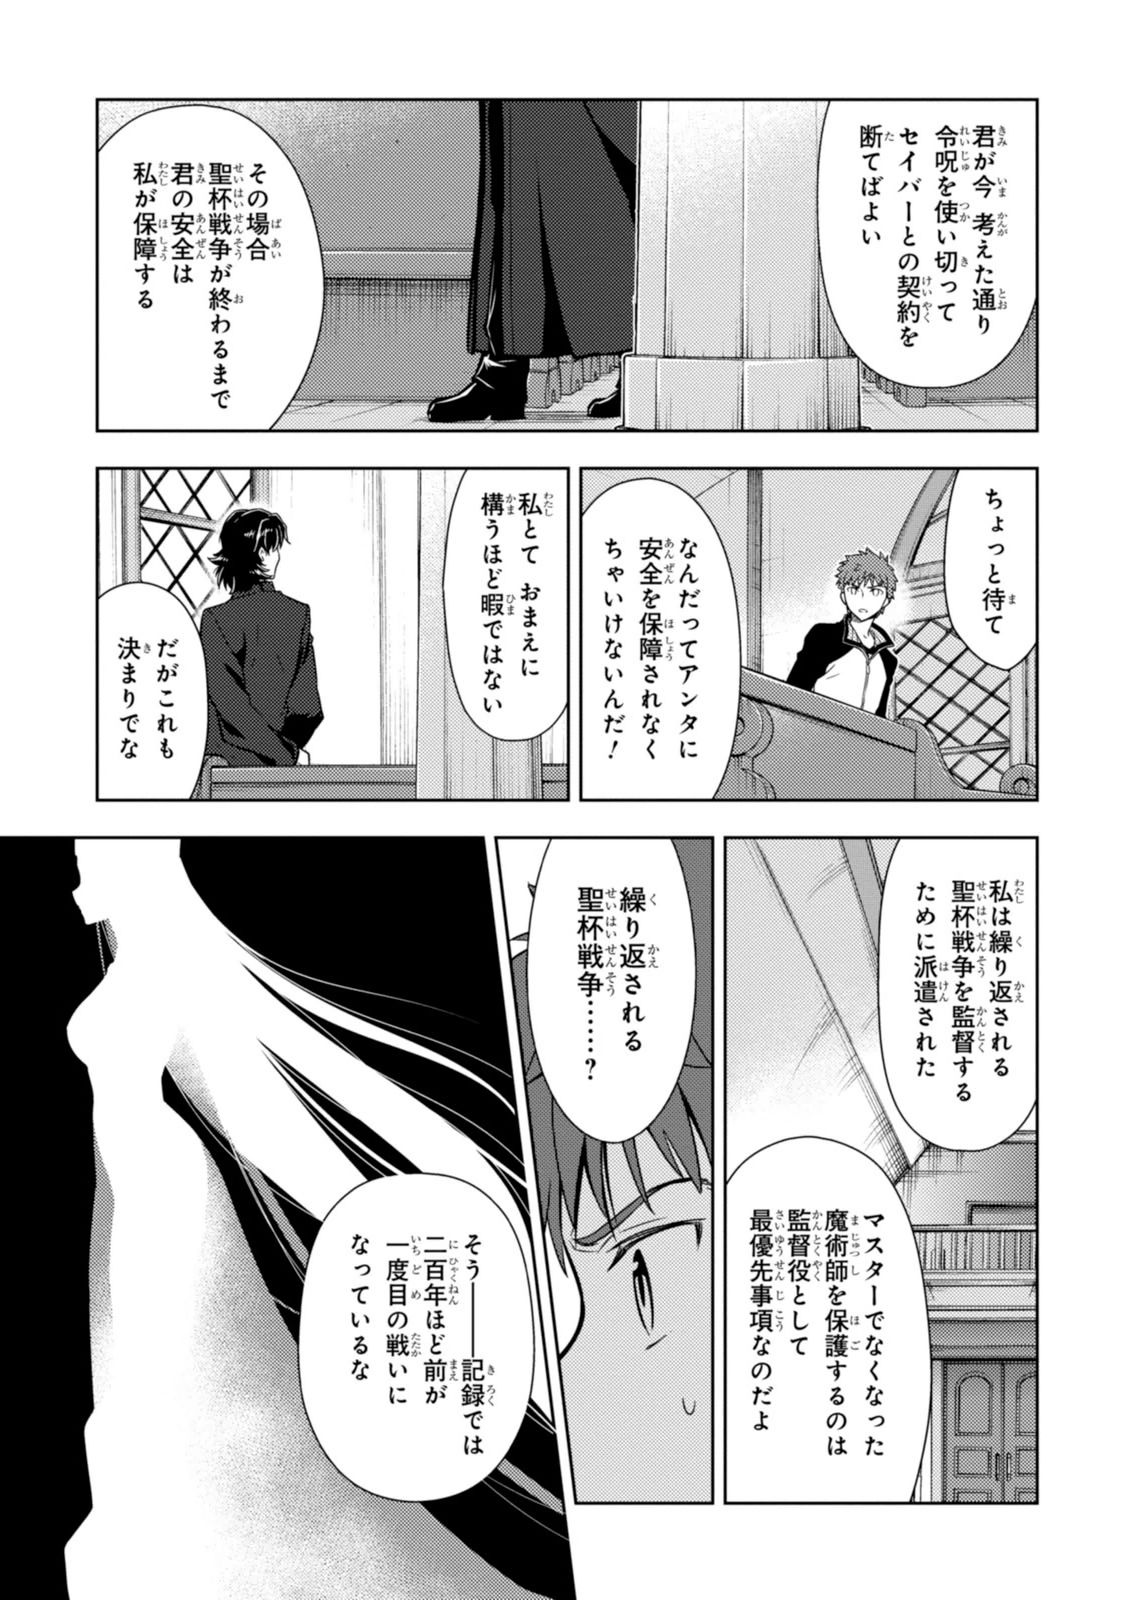 君が今 考えた通り
令呪を使い切って
セイバーとの契約を
断てばよい
その場合
聖杯戦争が終わるまで
君の安全は
私が保障する
ちょっと待て
なんだってアンタに
安全を保障されなく
ちゃいけないんだ！
私とて おまえに
構うほど暇ではない
だがこれも
決まりでな
私は繰り返される
聖杯戦争を監督する
ために派遣された
マスターでなくなった
魔術師を保護するのは
監督役として
最優先事項なのだよ
繰り返される
聖杯戦争……？
そう――記録では
二百年ほど前が
一度目の戦いに
なっているな